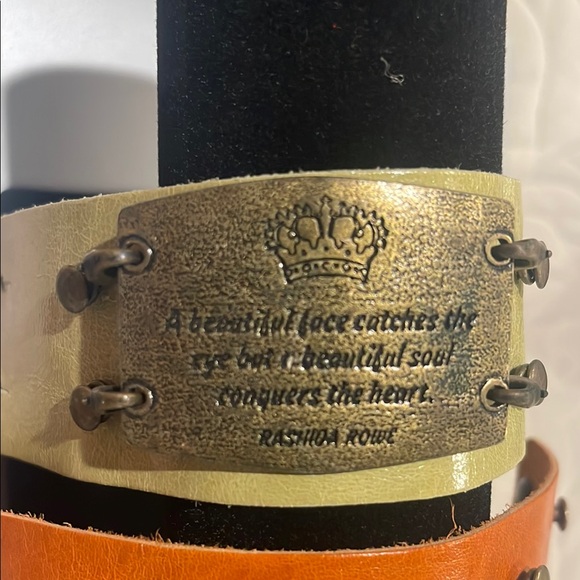 A beautiful face catches the
eye but a beautiful soul
conquers the heart.
RASHIDA ROWE